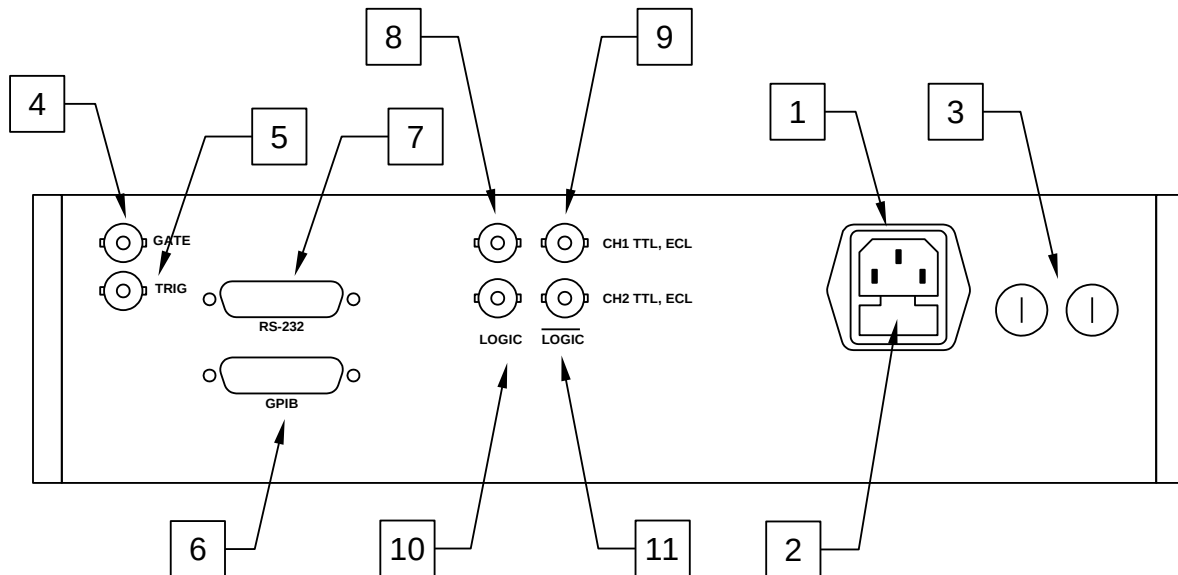 8
9
4
1
3
5
7
GATE
CH1 TTL, ECL
TRIG
CH2 TTL, ECL
RS-232
LOGIC
LOGIC
GPIB
6
10
11
2